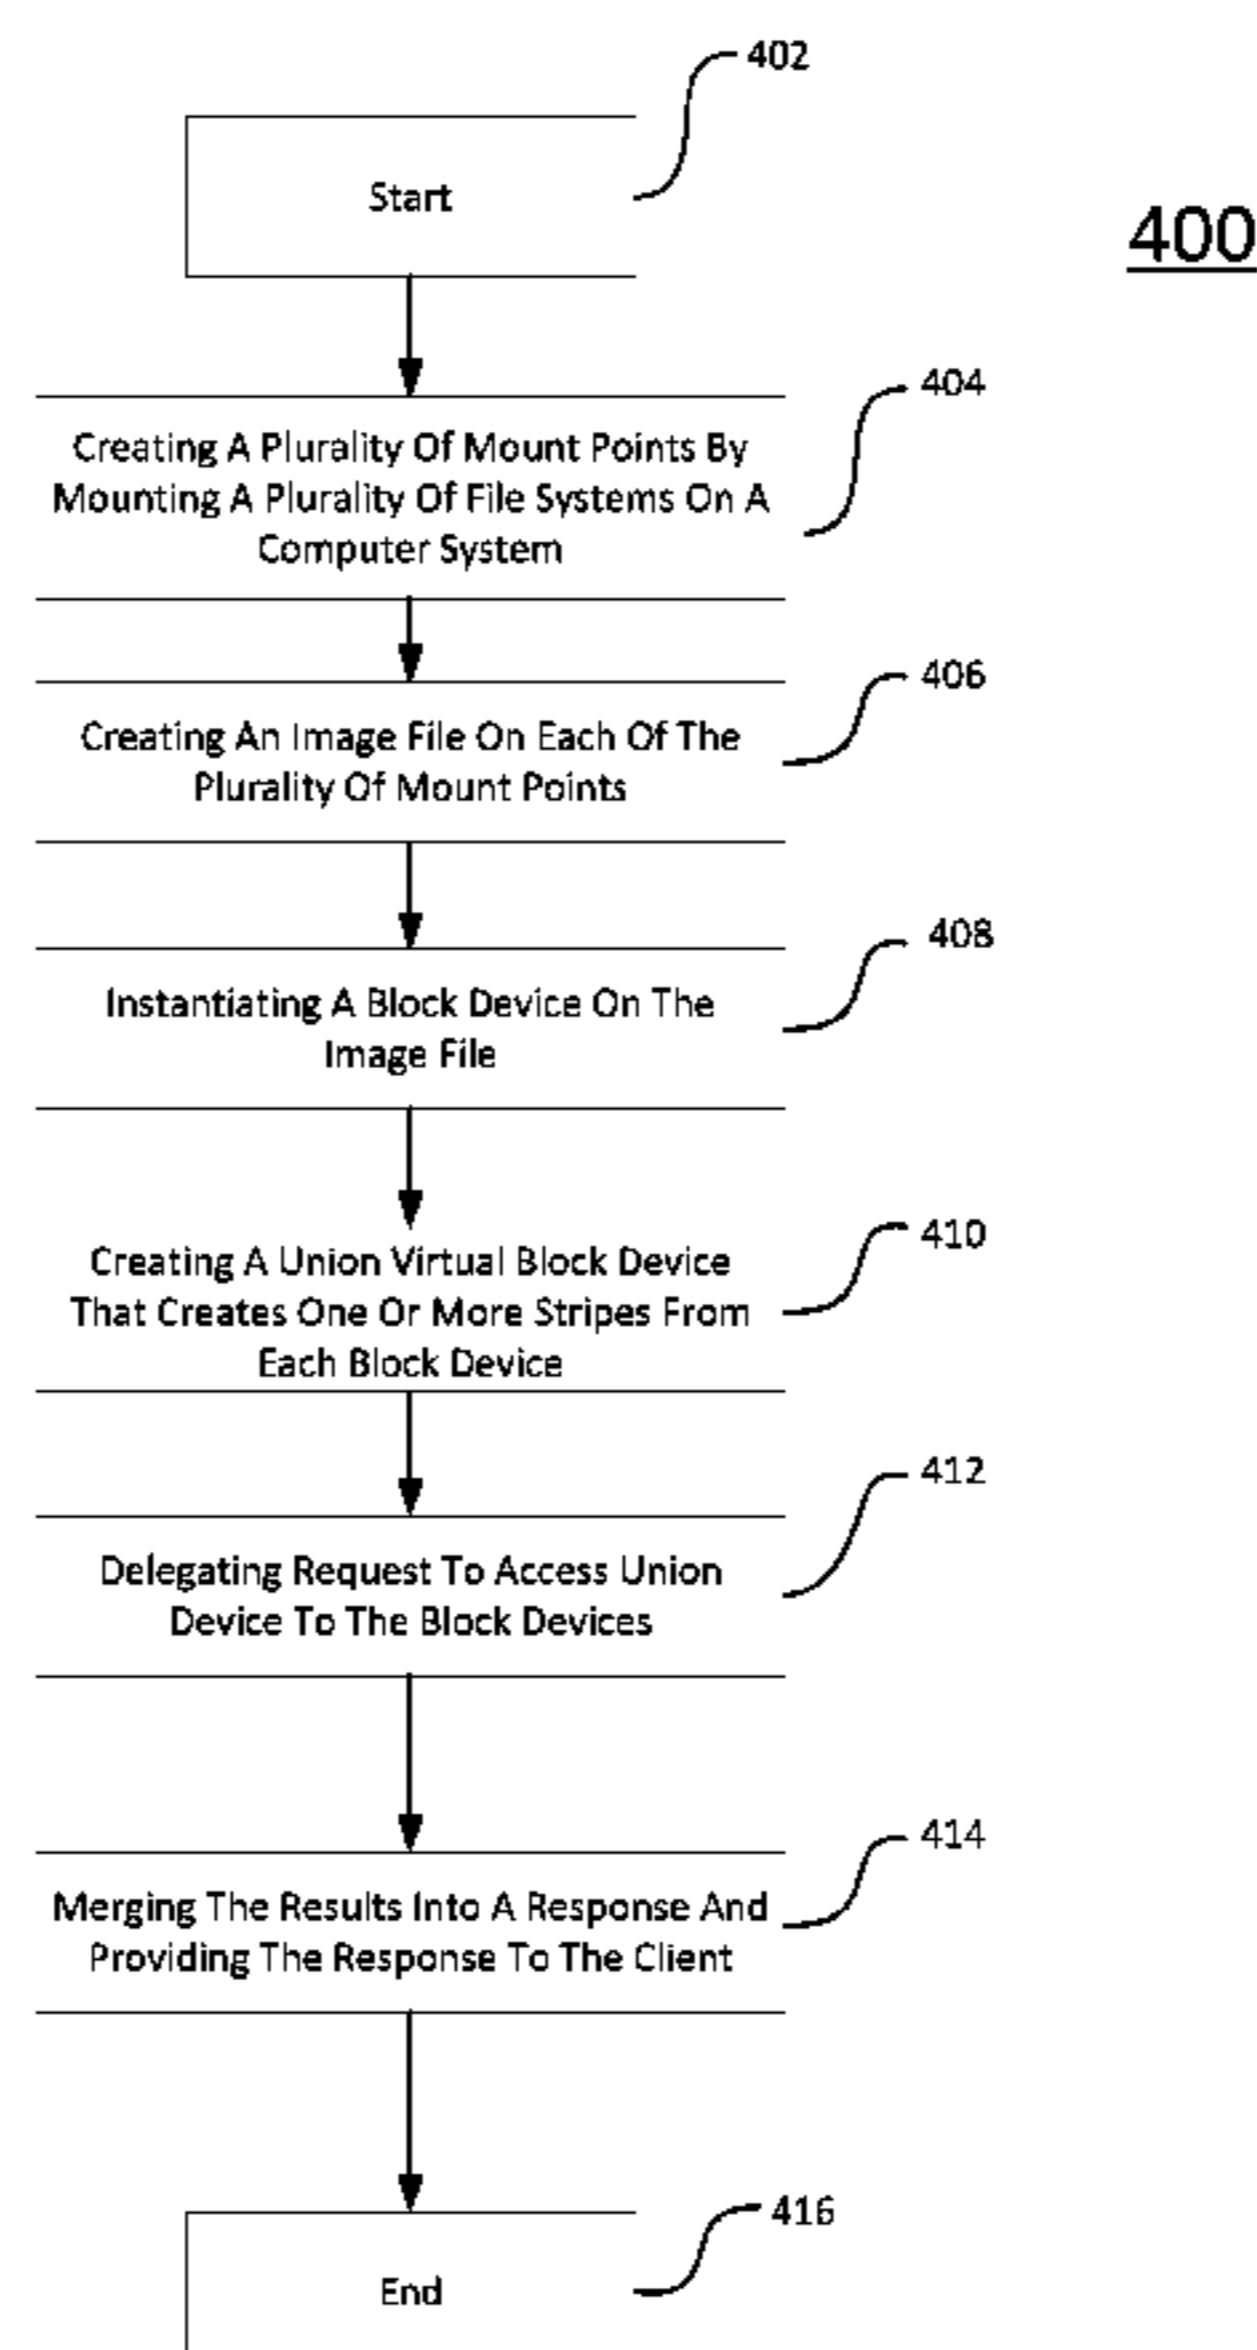 402
Start
400
404
Creating A Plurality Of Mount Points By
Mounting A Plurality Of File Systems On A
Computer System
406
Creating An Image File On Each Of The
Plurality Of Mount Points
408
Instantiating A Block Device On The
Image File
410
Creating A Union Virtual Block Device
That Creates One Or More Stripes From
Each Block Device
412
Delegating Request To Access Union
Device To The Block Devices
414
Merging The Results Into A Response And
Providing The Response To The Client
416
End